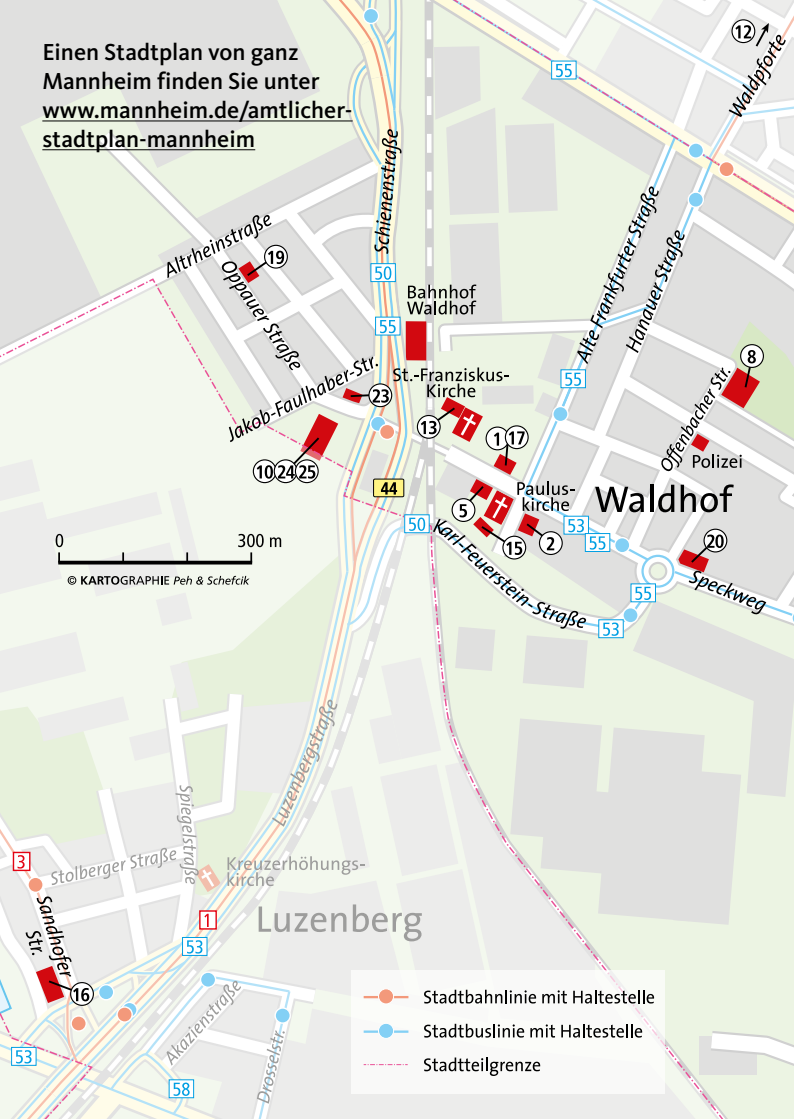 Einen Stadtplan von ganz
Mannheim finden Sie unter
www.mannheim.de/amtlicher-
stadtplan-mannheim
12
Waldpforte
55
Schienenstraße
Altrheinstraße
19
Oppauer Straße
50
55
Bahnhof
Waldhof
Alte Frankfurter Straße
Hanauer Straße
8
Jakob-Faulhaber-Str.
23
St.-Franziskus-
Kirche
13
55
Offenbacher Str.
Polizei
1 17
10 24 25
44
5
Paulus-
kirche
Waldhof
50
15
2
53
55
20
Karl-Feuerstein-Straße
Speckweg
55
53
0 300 m
© KARTOGRAPHIE Peh & Schefcik
Luzenbergstraße
Spiegelstraße
3
Stolberger Straße
Kreuzerhöhungs-
kirche
Sandhofer
Str.
1
Luzenberg
53
16
Akazienstraße
Drosselstr.
53
58
Stadtbahnlinie mit Haltestelle
Stadtbuslinie mit Haltestelle
Stadtteilgrenze